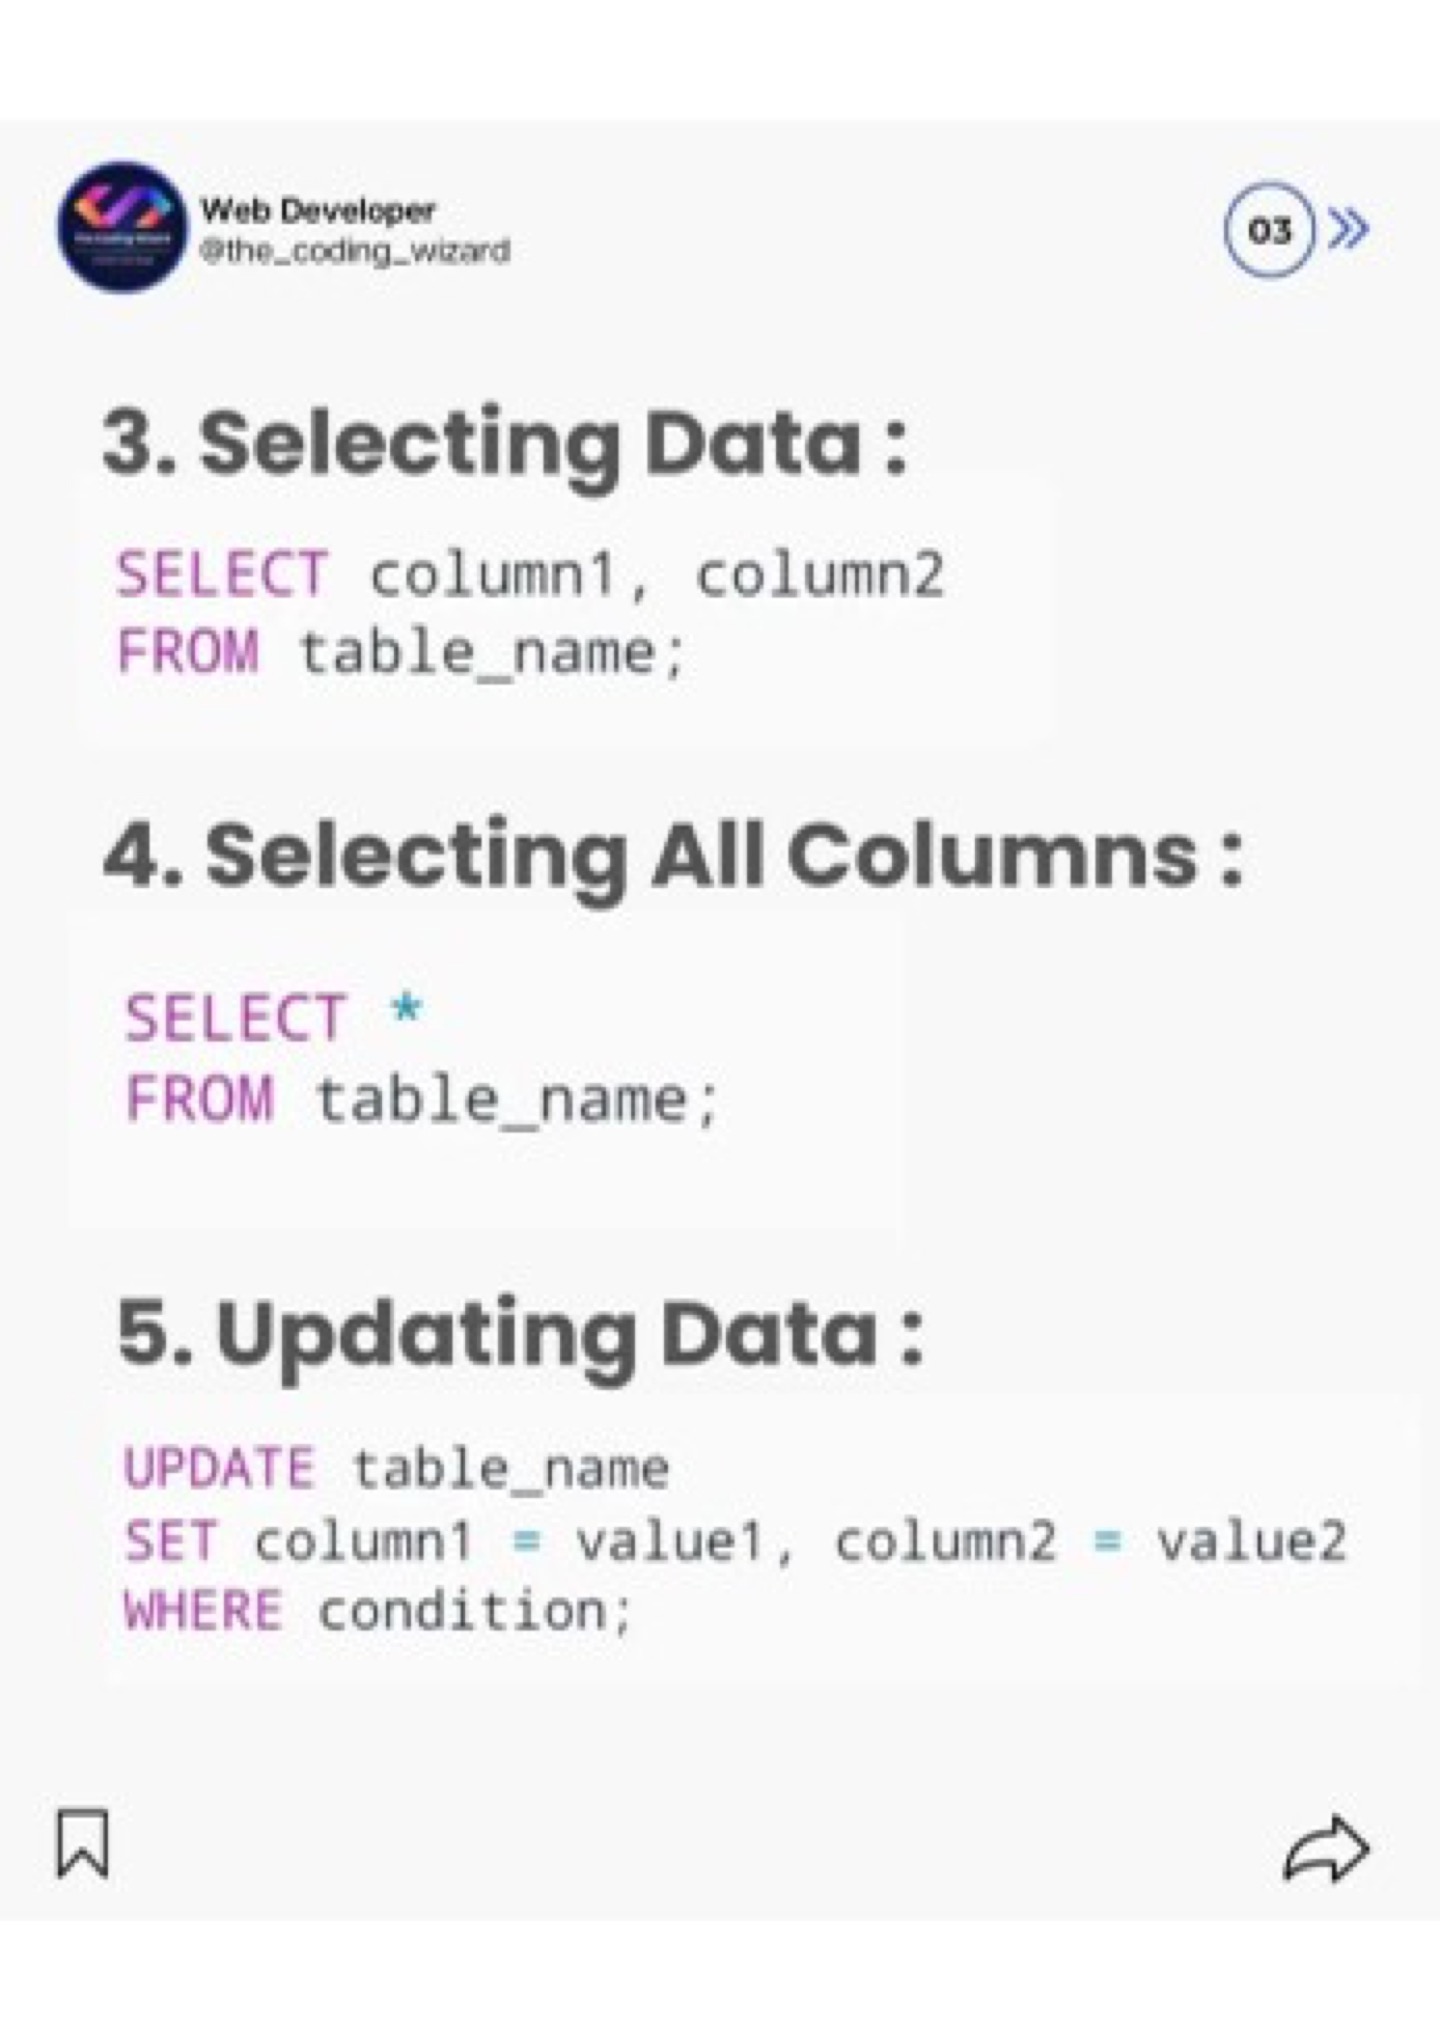 Web Developer
@the_coding_wizard
03
3. Selecting Data :
SELECT column1, column2
FROM table_name;
4. Selecting All Columns :
SELECT *
FROM table_name;
5. Updating Data :
UPDATE table_name
SET column1 = value1, column2 = value2
WHERE condition;